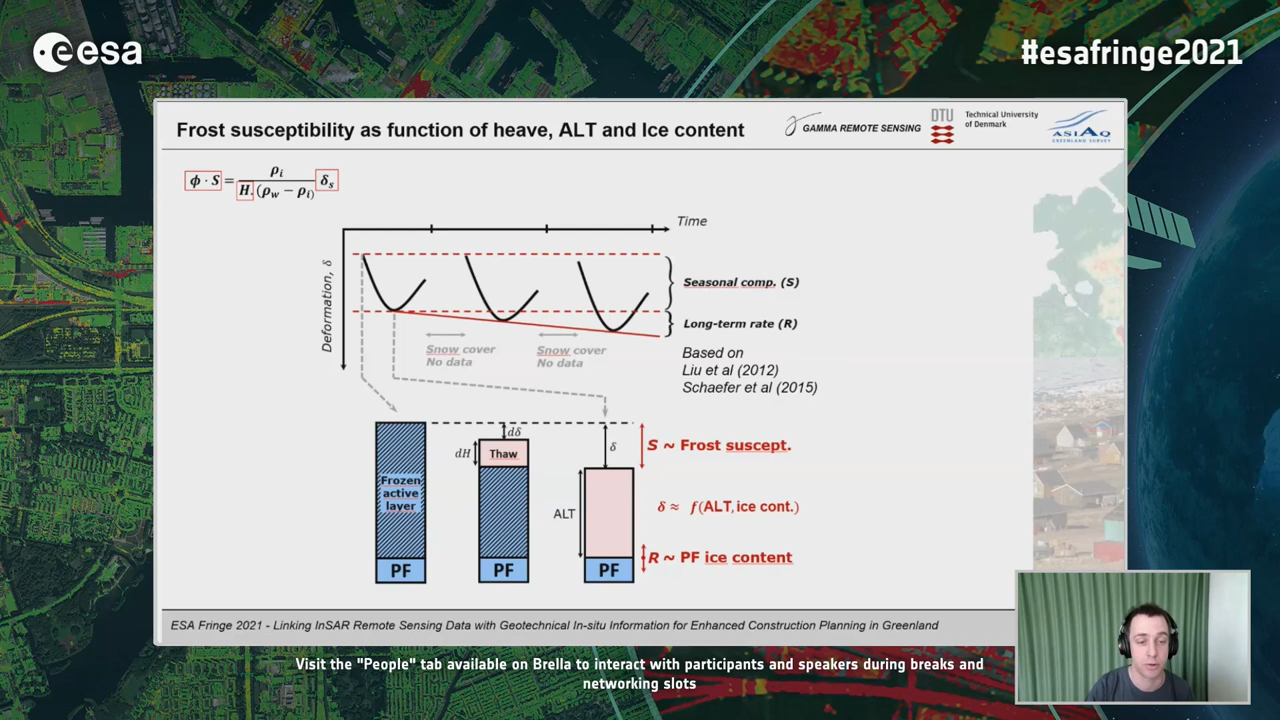 esa
#esafringe2021
Frost susceptibility as function of heave, ALT and Ice content
GAMMA REMOTE SENSING
DTU
Technical University
of Denmark
ASIAQ
GREENLAND SURVEY
ϕ · S = ρi / H.(ρw − ρi) δs
Time
Deformation, δ
Seasonal comp. (S)
Long-term rate (R)
Snow cover
No data
Snow cover
No data
Based on
Liu et al (2012)
Schaefer et al (2015)
dδ
δ
dH
Thaw
S ~ Frost suscept.
Frozen
active
layer
ALT
δ ≈ f(ALT, ice cont.)
R ~ PF ice content
PF
PF
PF
ESA Fringe 2021 - Linking InSAR Remote Sensing Data with Geotechnical In-situ Information for Enhanced Construction Planning in Greenland
Visit the "People" tab available on Brella to interact with participants and speakers during breaks and
networking slots